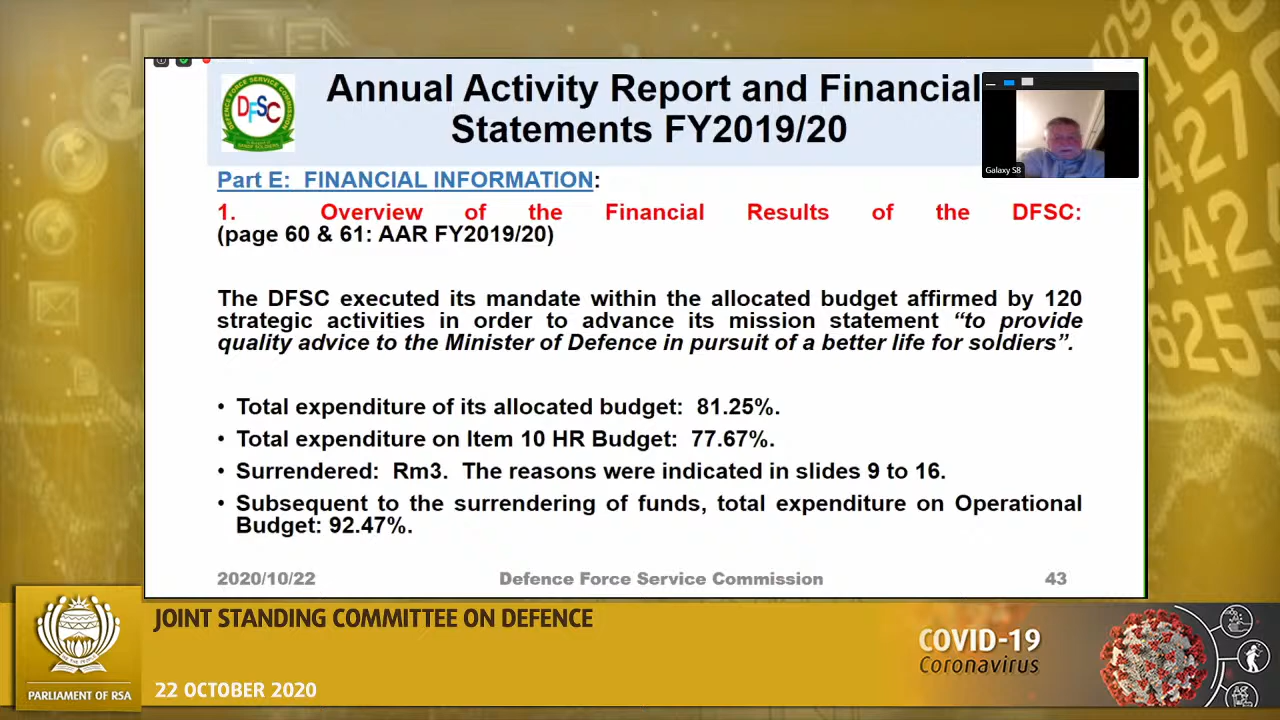 Annual Activity Report and Financial
Statements FY2019/20
DEFENCE FORCE SERVICE COMMISSION
DFSC
Galaxy S8
Part E: FINANCIAL INFORMATION:
1. Overview of the Financial Results of the DFSC:
(page 60 & 61: AAR FY2019/20)
The DFSC executed its mandate within the allocated budget affirmed by 120
strategic activities in order to advance its mission statement “to provide
quality advice to the Minister of Defence in pursuit of a better life for soldiers”.
• Total expenditure of its allocated budget: 81.25%.
• Total expenditure on Item 10 HR Budget: 77.67%.
• Surrendered: Rm3. The reasons were indicated in slides 9 to 16.
• Subsequent to the surrendering of funds, total expenditure on Operational
Budget: 92.47%.
2020/10/22 Defence Force Service Commission 43
JOINT STANDING COMMITTEE ON DEFENCE
22 OCTOBER 2020
PARLIAMENT OF RSA
COVID-19
Coronavirus